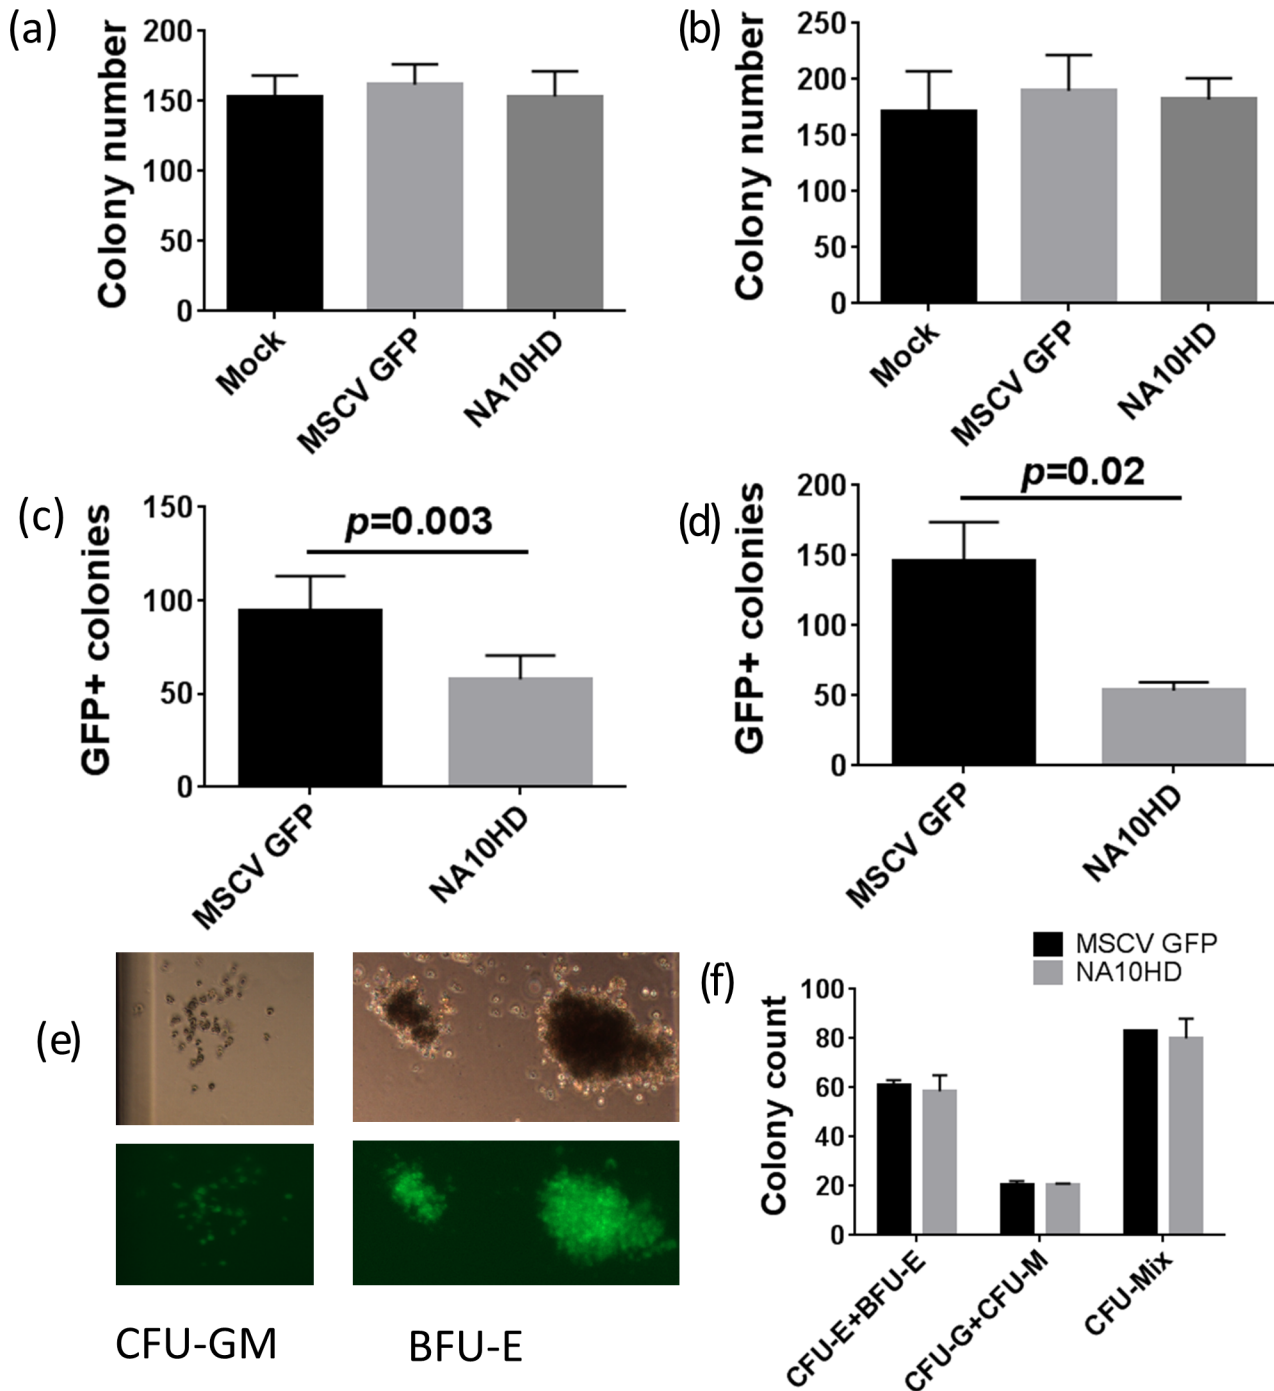 (a)
Colony number
200
150
100
50
0
Mock
MSCV GFP
NA10HD
(b)
Colony number
250
200
150
100
50
0
Mock
MSCV GFP
NA10HD
(c)
GFP+ colonies
150
100
50
0
p=0.003
MSCV GFP
NA10HD
(d)
GFP+ colonies
200
150
100
50
0
p=0.02
MSCV GFP
NA10HD
(e)
CFU-GM
BFU-E
(f)
MSCV GFP
NA10HD
Colony count
100
80
60
40
20
0
CFU-E+BFU-E
CFU-G+CFU-M
CFU-Mix